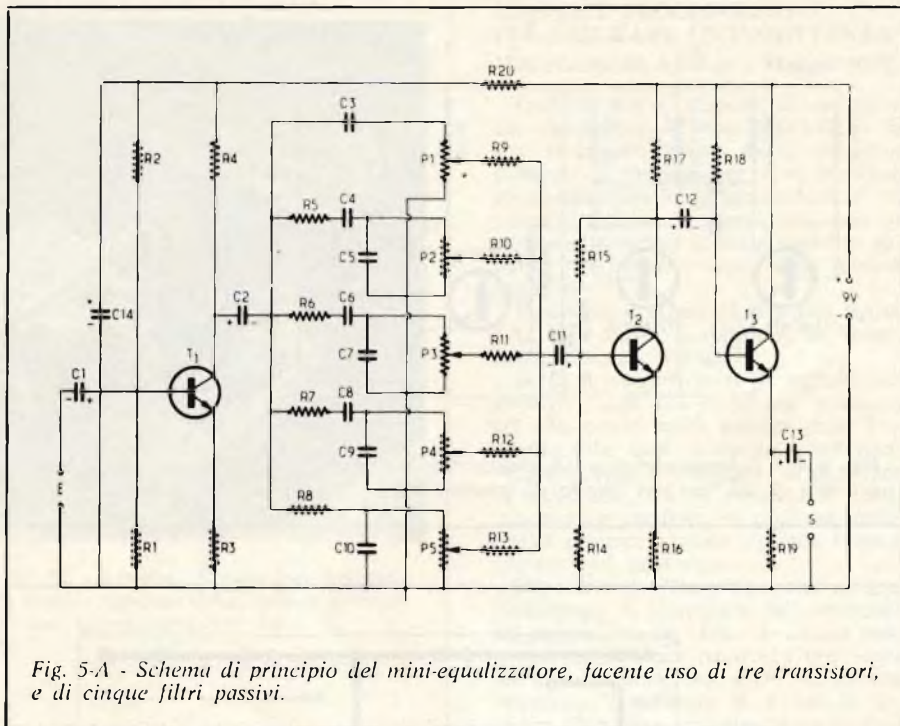 R20
C3
R2
R4
P1
R9
R17
R18
C12
R5
C4
C5
P2
R10
R15
C14
C2
R6
C6
C7
P3
R11
C11
T2
T3
9V
T1
C1
R7
C8
C9
P4
R12
C13
E
R8
S
R1
R3
C10
P5
R13
R14
R16
R19
Fig. 5-A - Schema di principio del mini-equalizzatore, facente uso di tre transistori,
e di cinque filtri passivi.